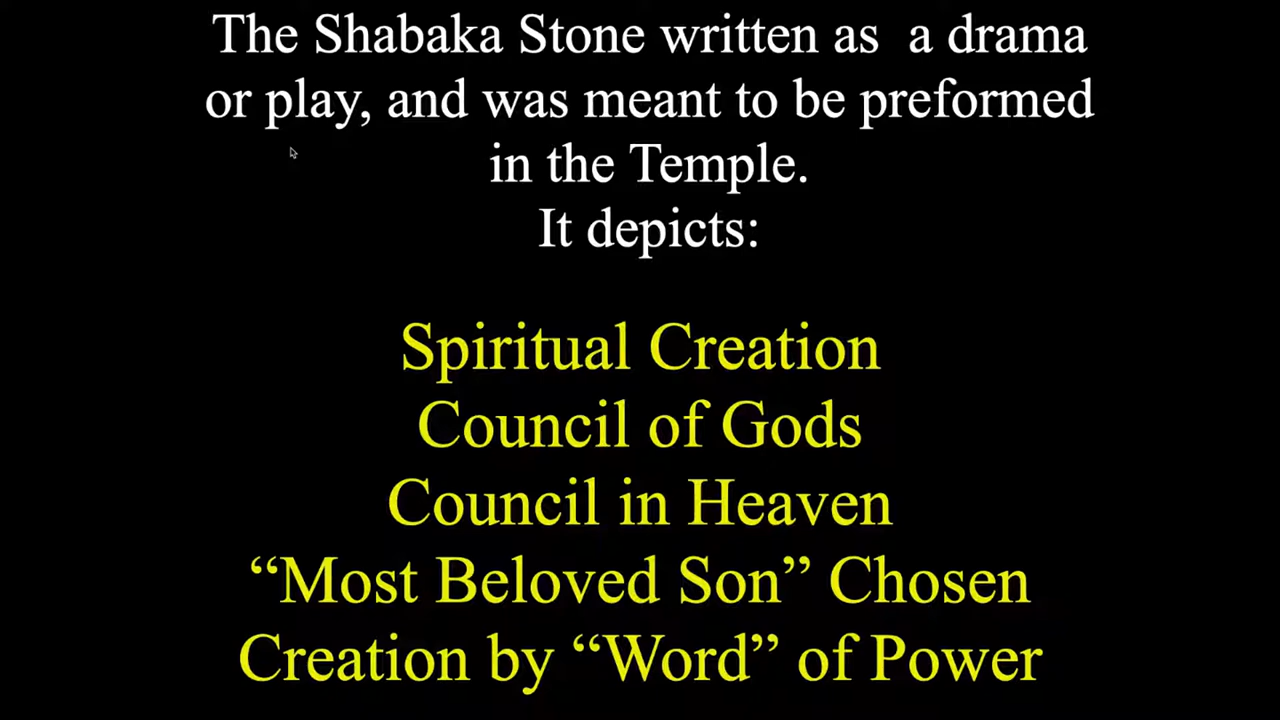 The Shabaka Stone written as  a drama
or play, and was meant to be preformed
in the Temple.
It depicts:
Spiritual Creation
Council of Gods
Council in Heaven
“Most Beloved Son” Chosen
Creation by “Word” of Power